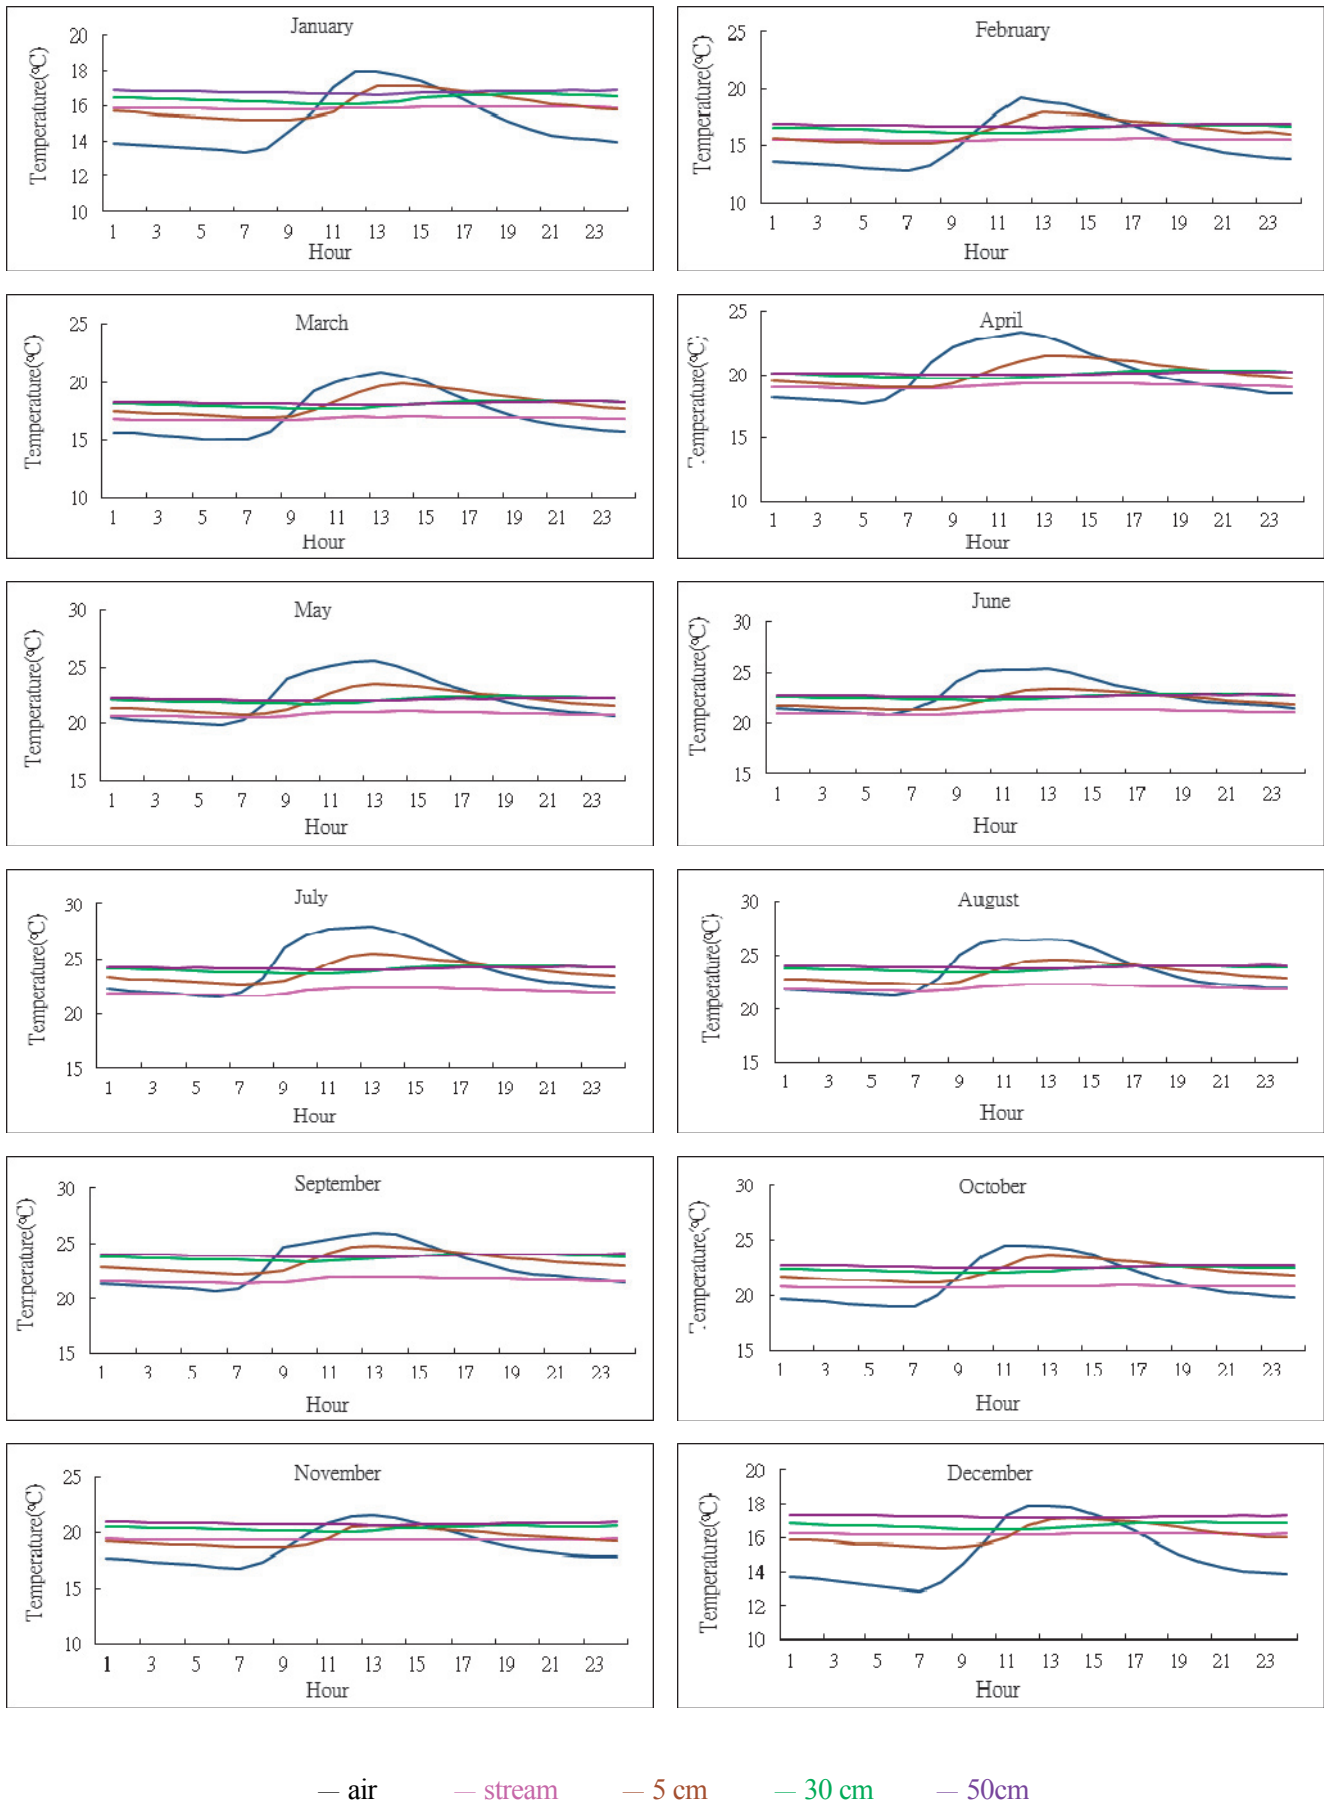 January
Temperature(°C)
20
18
16
14
12
10
1 3 5 7 9 11 13 15 17 19 21 23
Hour
February
Temperature(°C)
25
20
15
10
1 3 5 7 9 11 13 15 17 19 21 23
Hour
March
Temperature(°C)
25
20
15
10
1 3 5 7 9 11 13 15 17 19 21 23
Hour
April
Temperature(°C)
25
20
15
10
1 3 5 7 9 11 13 15 17 19 21 23
Hour
May
Temperature(°C)
30
25
20
15
1 3 5 7 9 11 13 15 17 19 21 23
Hour
June
Temperature(°C)
30
25
20
15
1 3 5 7 9 11 13 15 17 19 21 23
Hour
July
Temperature(°C)
30
25
20
15
1 3 5 7 9 11 13 15 17 19 21 23
Hour
August
Temperature(°C)
30
25
20
15
1 3 5 7 9 11 13 15 17 19 21 23
Hour
September
Temperature(°C)
30
25
20
15
1 3 5 7 9 11 13 15 17 19 21 23
Hour
October
Temperature(°C)
30
25
20
15
1 3 5 7 9 11 13 15 17 19 21 23
Hour
November
Temperature(°C)
25
20
15
10
1 3 5 7 9 11 13 15 17 19 21 23
Hour
December
Temperature(°C)
20
18
16
14
12
10
1 3 5 7 9 11 13 15 17 19 21 23
Hour
— air — stream — 5 cm — 30 cm — 50cm